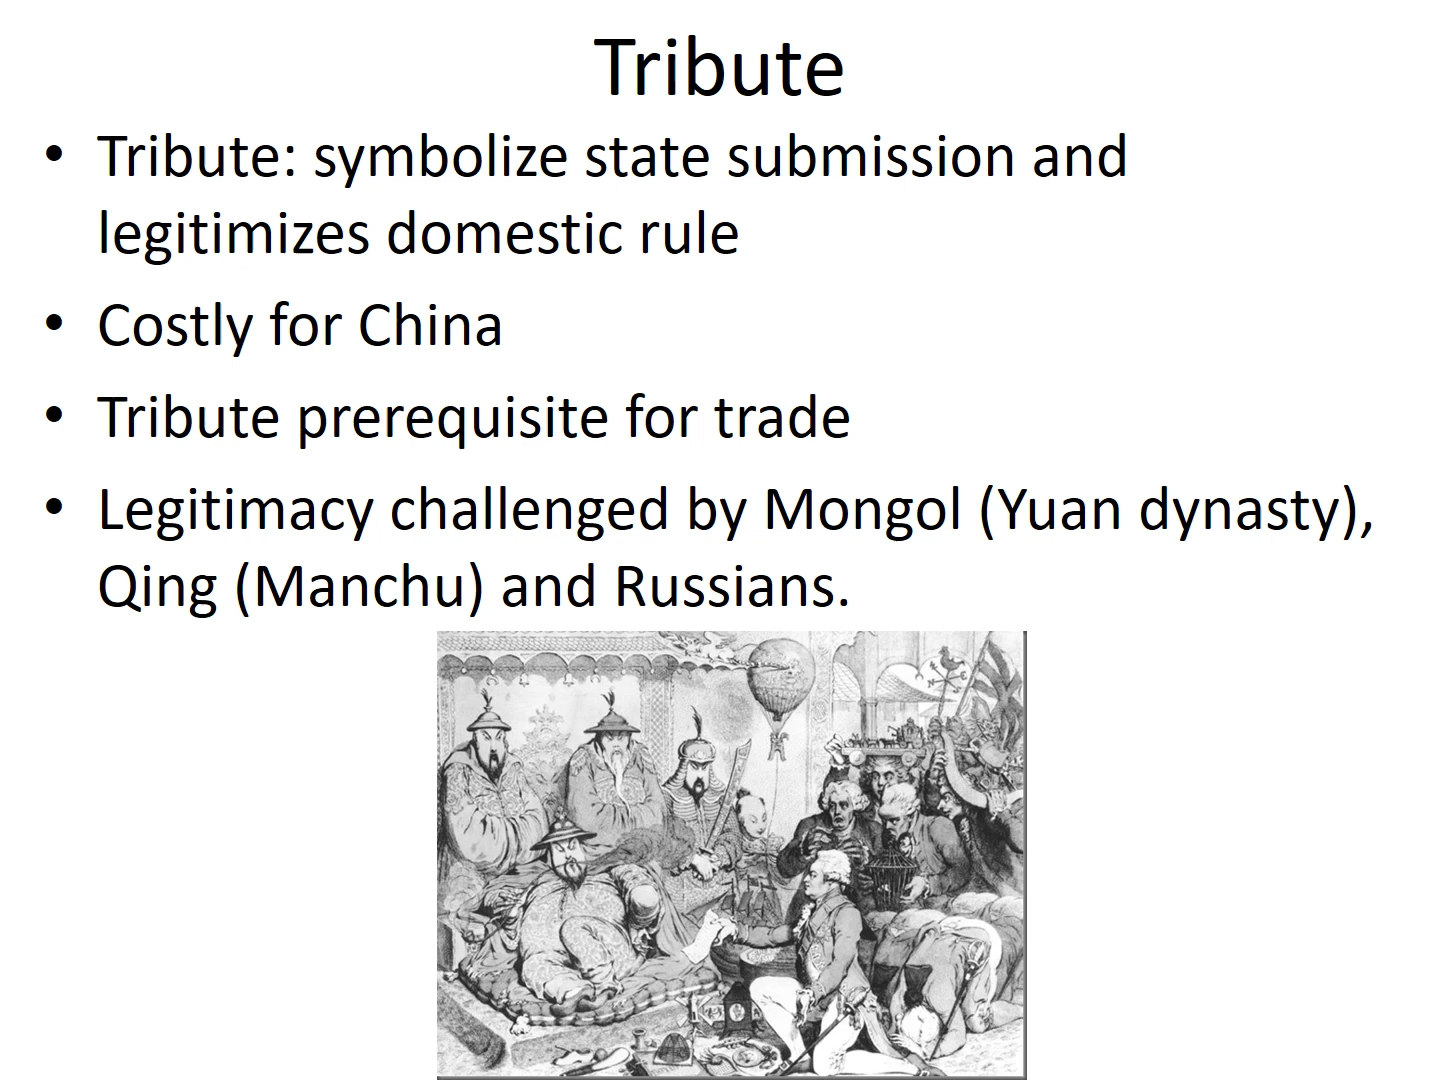 Tribute
• Tribute: symbolize state submission and
legitimizes domestic rule
• Costly for China
• Tribute prerequisite for trade
• Legitimacy challenged by Mongol (Yuan dynasty),
Qing (Manchu) and Russians.